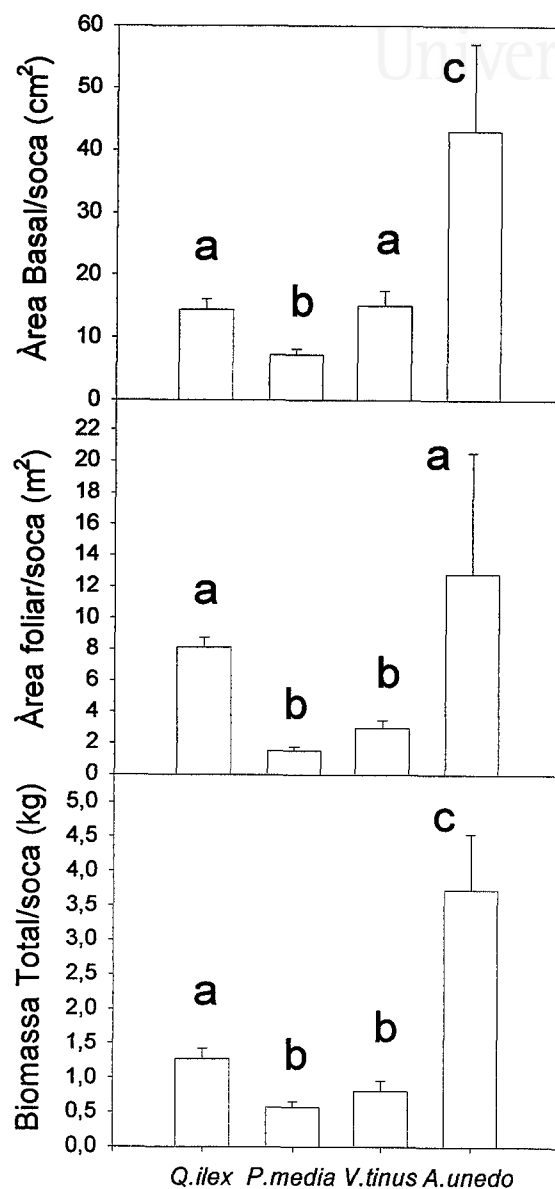 Univer
Àrea Basal/soca (cm²)
60
50
40
30
20
10
0
a
b
a
c
Àrea foliar/soca (m²)
22
20
18
16
14
12
10
8
6
4
2
0
a
b
b
a
Biomassa Total/soca (kg)
5,0
4,5
4,0
3,5
3,0
2,5
2,0
1,5
1,0
0,5
0,0
a
b
b
c
Q.ilex P.media V.tinus A.unedo